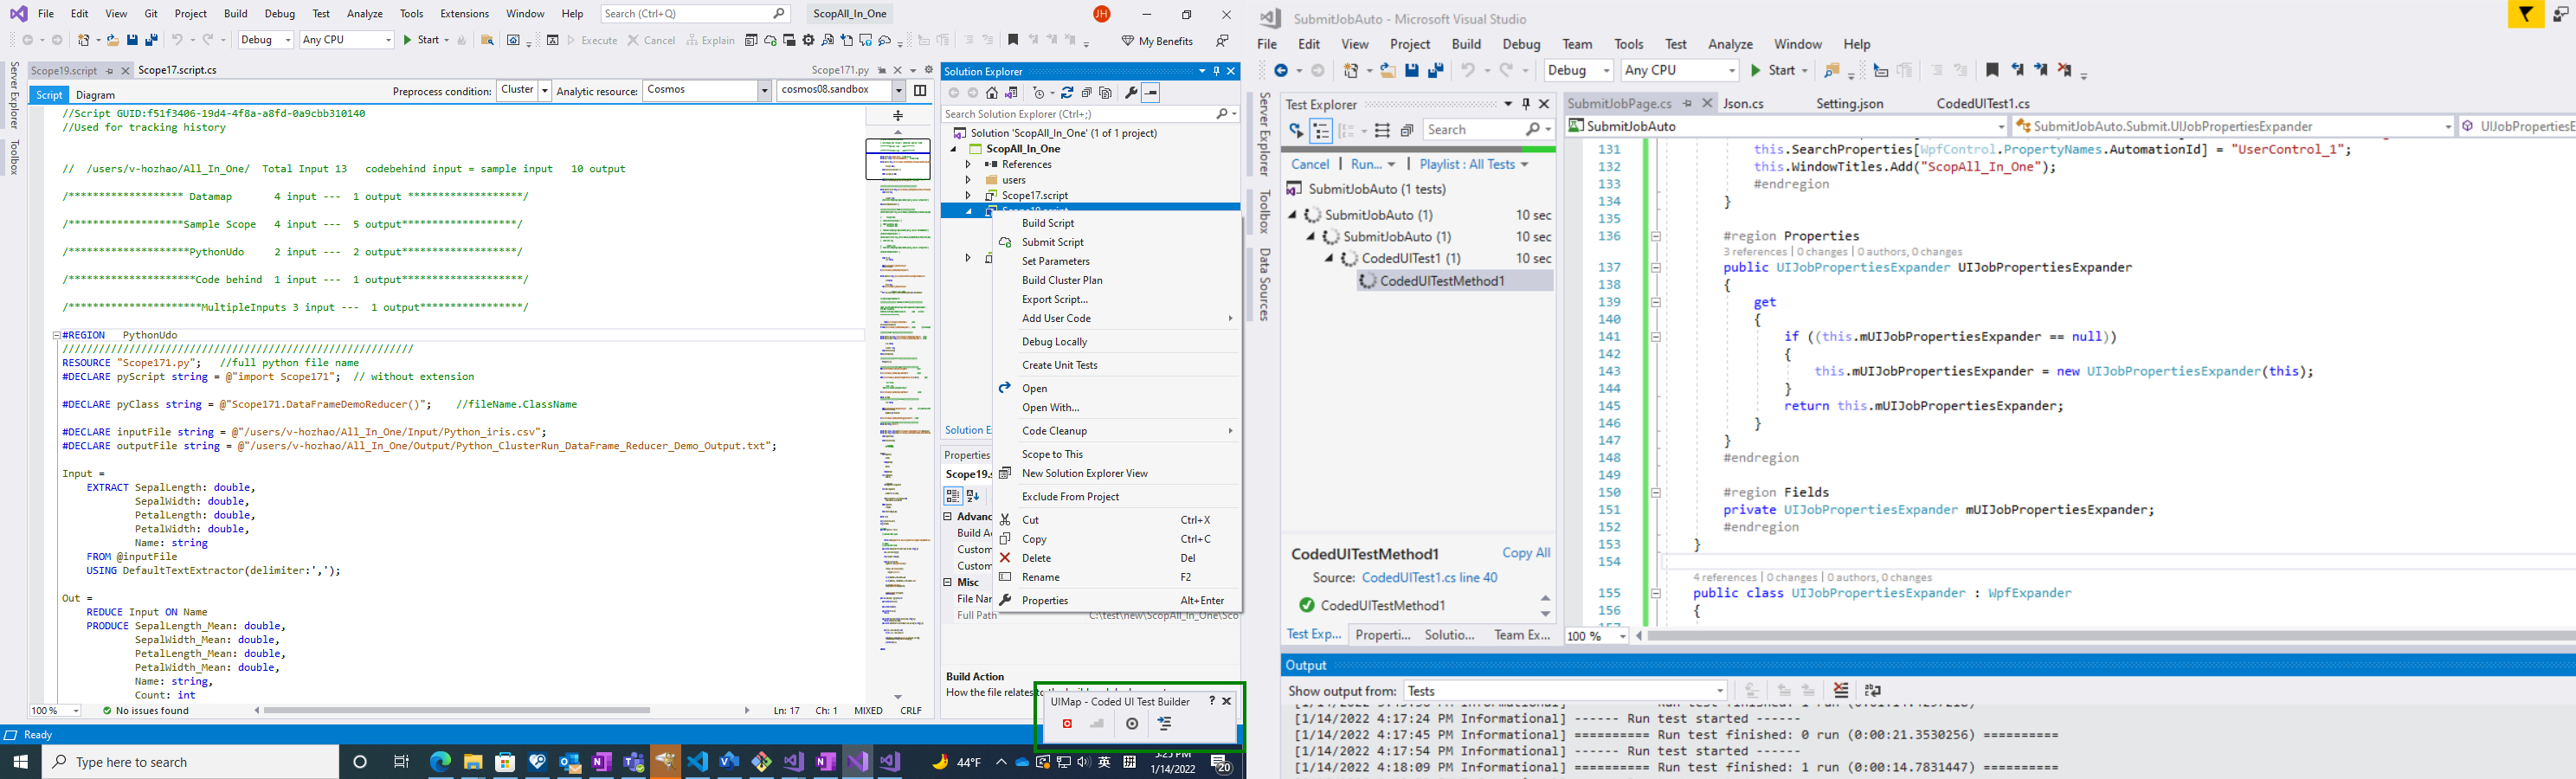 File Edit View Git Project Build Debug Test Analyze Tools Extensions Window Help Search (Ctrl+Q) ScopAll_In_One JH
Debug Any CPU Start Execute Cancel Explain My Benefits
Server Explorer
Toolbox
Scope19.script Scope17.script.cs Scope171.py
Script Diagram Preprocess condition: Cluster Analytic resource: Cosmos cosmos08.sandbox
//Script GUID:f51f3406-19d4-4f8a-a8fd-0a9cbb310140
//Used for tracking history
// /users/v-hozhao/All_In_One/ Total Input 13 codebehind input = sample input 10 output
/******************* Datamap 4 input --- 1 output *******************/
/*******************Sample Scope 4 input --- 5 output*******************/
/********************PythonUdo 2 input --- 2 output********************/
/*********************Code behind 1 input --- 1 output********************/
/**********************MultipleInputs 3 input --- 1 output*****************/
#REGION PythonUdo
//////////////////////////////////////////////////////////
RESOURCE "Scope171.py"; //full python file name
#DECLARE pyScript string = @"import Scope171"; // without extension
#DECLARE pyClass string = @"Scope171.DataFrameDemoReducer()"; //fileName.ClassName
#DECLARE inputFile string = @"/users/v-hozhao/All_In_One/Input/Python_iris.csv";
#DECLARE outputFile string = @"/users/v-hozhao/All_In_One/Output/Python_ClusterRun_DataFrame_Reducer_Demo_Output.txt";
Input =
EXTRACT SepalLength: double,
SepalWidth: double,
PetalLength: double,
PetalWidth: double,
Name: string
FROM @inputFile
USING DefaultTextExtractor(delimiter:',');
Out =
REDUCE Input ON Name
PRODUCE SepalLength_Mean: double,
SepalWidth_Mean: double,
PetalLength_Mean: double,
PetalWidth_Mean: double,
Name: string,
Count: int
100 % No issues found Ln: 17 Ch: 1 MIXED CRLF
Ready
Solution Explorer
Search Solution Explorer (Ctrl+;)
Solution 'ScopAll_In_One' (1 of 1 project)
ScopAll_In_One
References
users
Scope17.script
Scope19.script
Build Script
Submit Script
Set Parameters
Build Cluster Plan
Export Script...
Add User Code
Debug Locally
Create Unit Tests
Open
Open With...
Code Cleanup
Scope to This
New Solution Explorer View
Exclude From Project
Cut Ctrl+X
Copy Ctrl+C
Delete Del
Rename F2
Properties Alt+Enter
Solution Ex
Properties
Scope19.s
Advanc
Build Ac
Custom
Custom
Misc
File Nan
Full Path C:\test\new\ScopAll_In_One\Sco
Build Action
How the file relates to
UIMap - Coded UI Test Builder ?
Type here to search 44°F 英 5:25 PM
1/14/2022 20
SubmitJobAuto - Microsoft Visual Studio
File Edit View Project Build Debug Team Tools Test Analyze Window Help
Debug Any CPU Start
Server Explorer
Toolbox
Data Sources
Test Explorer
Search
Cancel Run... Playlist : All Tests
SubmitJobAuto (1 tests)
SubmitJobAuto (1) 10 sec
SubmitJobAuto (1) 10 sec
CodedUITest1 (1) 10 sec
CodedUITestMethod1
CodedUITestMethod1 Copy All
Source: CodedUITest1.cs line 40
CodedUITestMethod1
Test Exp... Properti... Solutio... Team Ex...
SubmitJobPage.cs Json.cs Setting.json CodedUITest1.cs
SubmitJobAuto SubmitJobAuto.Submit.UIJobPropertiesExpander UIJobPropertiesE
131 this.SearchProperties[WpfControl.PropertyNames.AutomationId] = "UserControl_1";
132 this.WindowTitles.Add("ScopAll_In_One");
133 #endregion
134 }
135
136 #region Properties
3 references | 0 changes | 0 authors, 0 changes
137 public UIJobPropertiesExpander UIJobPropertiesExpander
138 {
139 get
140 {
141 if ((this.mUIJobPropertiesExpander == null))
142 {
143 this.mUIJobPropertiesExpander = new UIJobPropertiesExpander(this);
144 }
145 return this.mUIJobPropertiesExpander;
146 }
147 }
148 #endregion
149
150 #region Fields
151 private UIJobPropertiesExpander mUIJobPropertiesExpander;
152 #endregion
153 }
154
4 references | 0 changes | 0 authors, 0 changes
155 public class UIJobPropertiesExpander : WpfExpander
156 {
100 %
Output
Show output from: Tests
[1/14/2022 4:17:24 PM Informational] ------ Run test started ------
[1/14/2022 4:17:45 PM Informational] ========== Run test finished: 0 run (0:00:21.3530256) ==========
[1/14/2022 4:17:54 PM Informational] ------ Run test started ------
[1/14/2022 4:18:09 PM Informational] ========== Run test finished: 1 run (0:00:14.7831447) ==========